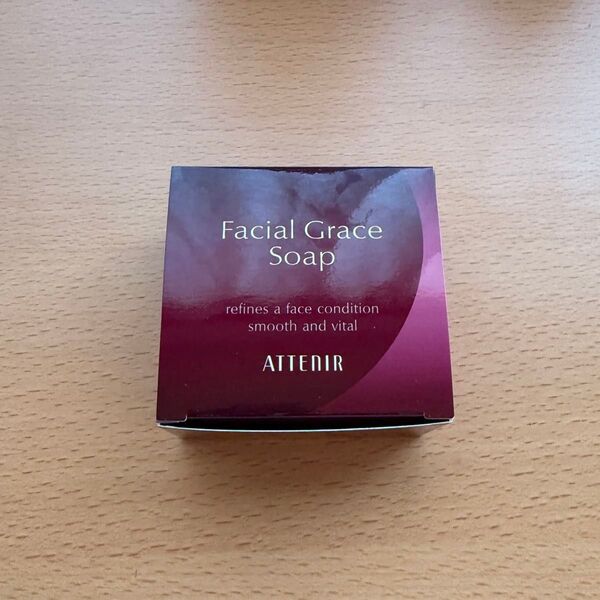 Facial Grace
Soap
refines a face condition
smooth and vital
ATTENIR